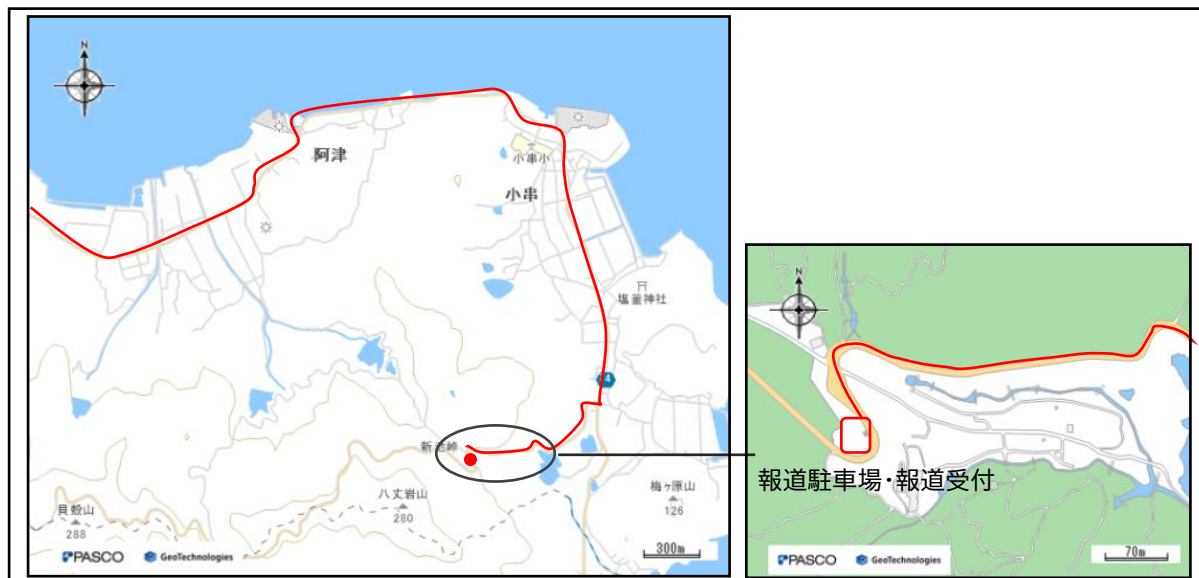 N
阿津
小串小
小串
塩釜神社
新池峠
八丈岩山
280
貝殻山
288
梅ヶ原山
126
PASCO
GeoTechnologies
300m
N
報道駐車場・報道受付
PASCO
GeoTechnologies
70m